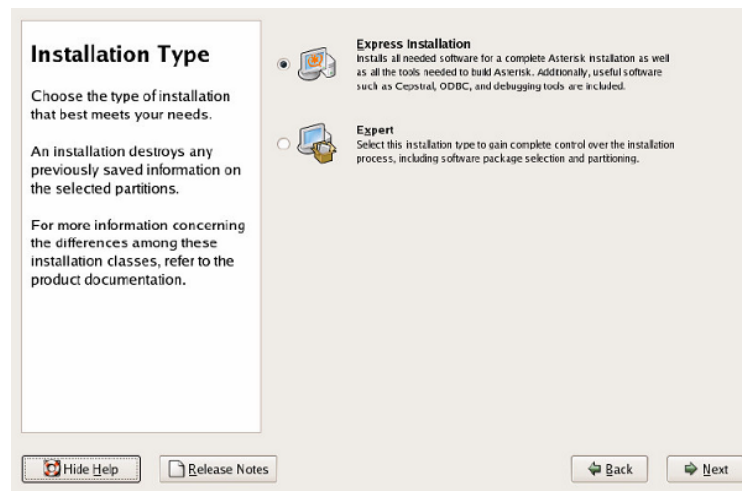 Installation Type
Choose the type of installation
that best meets your needs.
An installation destroys any
previously saved information on
the selected partitions.
For more information concerning
the differences among these
installation classes, refer to the
product documentation.
Express Installation
Installs all needed software for a complete Asterisk installation as well
as all the tools needed to build Asterisk. Additionally, useful software
such as Cepstral, ODBC, and debugging tools are included.
Expert
Select this installation type to gain complete control over the installation
process, including software package selection and partitioning.
Hide Help
Release Notes
Back
Next